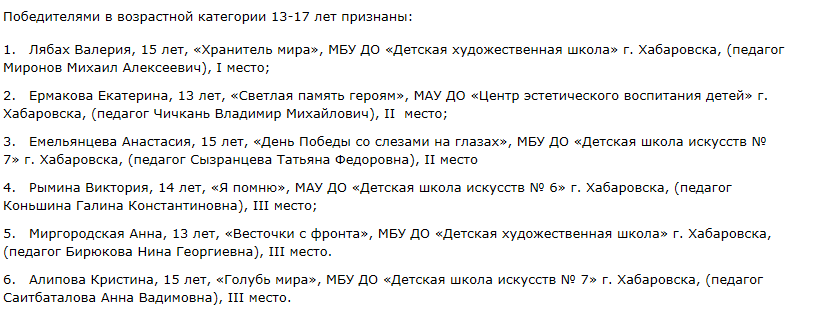 Победителями в возрастной категории 13-17 лет признаны:
1. Лябах Валерия, 15 лет, «Хранитель мира», МБУ ДО «Детская художественная школа» г. Хабаровска, (педагог
Миронов Михаил Алексеевич), I место;
2. Ермакова Екатерина, 13 лет, «Светлая память героям», МАУ ДО «Центр эстетического воспитания детей» г.
Хабаровска, (педагог Чичкань Владимир Михайлович), II место;
3. Емельянцева Анастасия, 15 лет, «День Победы со слезами на глазах», МБУ ДО «Детская школа искусств №
7» г. Хабаровска, (педагог Сызранцева Татьяна Федоровна), II место
4. Рымина Виктория, 14 лет, «Я помню», МАУ ДО «Детская школа искусств № 6» г. Хабаровска, (педагог
Коньшина Галина Константиновна), III место;
5. Миргородская Анна, 13 лет, «Весточки с фронта», МБУ ДО «Детская художественная школа» г. Хабаровска,
(педагог Бирюкова Нина Георгиевна), III место.
6. Алипова Кристина, 15 лет, «Голубь мира», МБУ ДО «Детская школа искусств № 7» г. Хабаровска, (педагог
Саитбаталова Анна Вадимовна), III место.